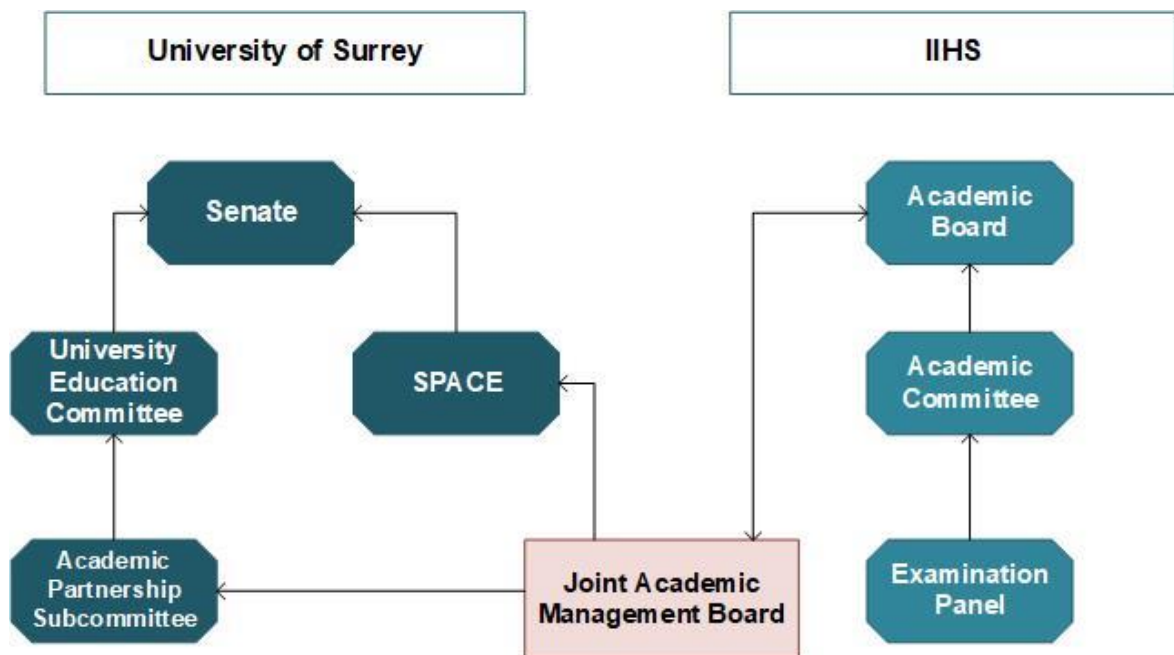 University of Surrey
IIHS
Senate
Academic
Board
University
Education
Committee
SPACE
Academic
Committee
Academic
Partnership
Subcommittee
Joint Academic
Management Board
Examination
Panel